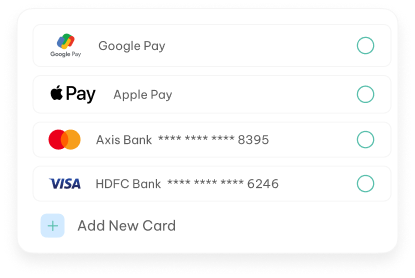 Google Pay Google Pay
Pay Apple Pay
Axis Bank **** **** **** 8395
VISA HDFC Bank **** **** **** 6246
+ Add New Card